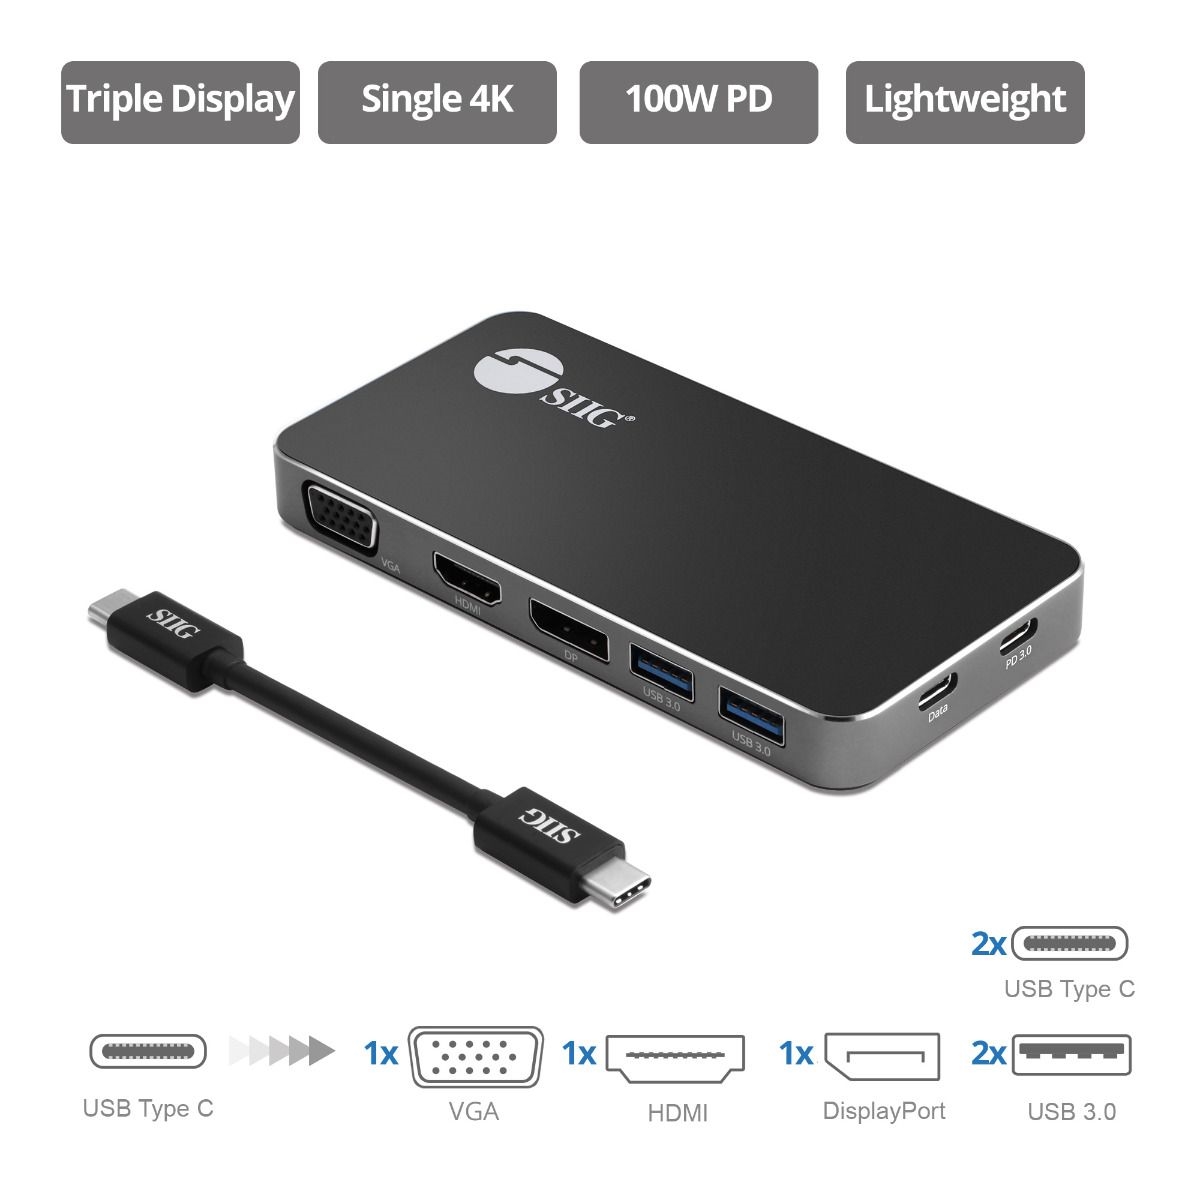 Triple Display
Single 4K
100W PD
Lightweight
SIIG®
VGA
HDMI
DP
USB 3.0
USB 3.0
Data
PD 3.0
SIIG
SIIG
2x
USB Type C
USB Type C
1x
VGA
1x
HDMI
1x
DisplayPort
2x
USB 3.0